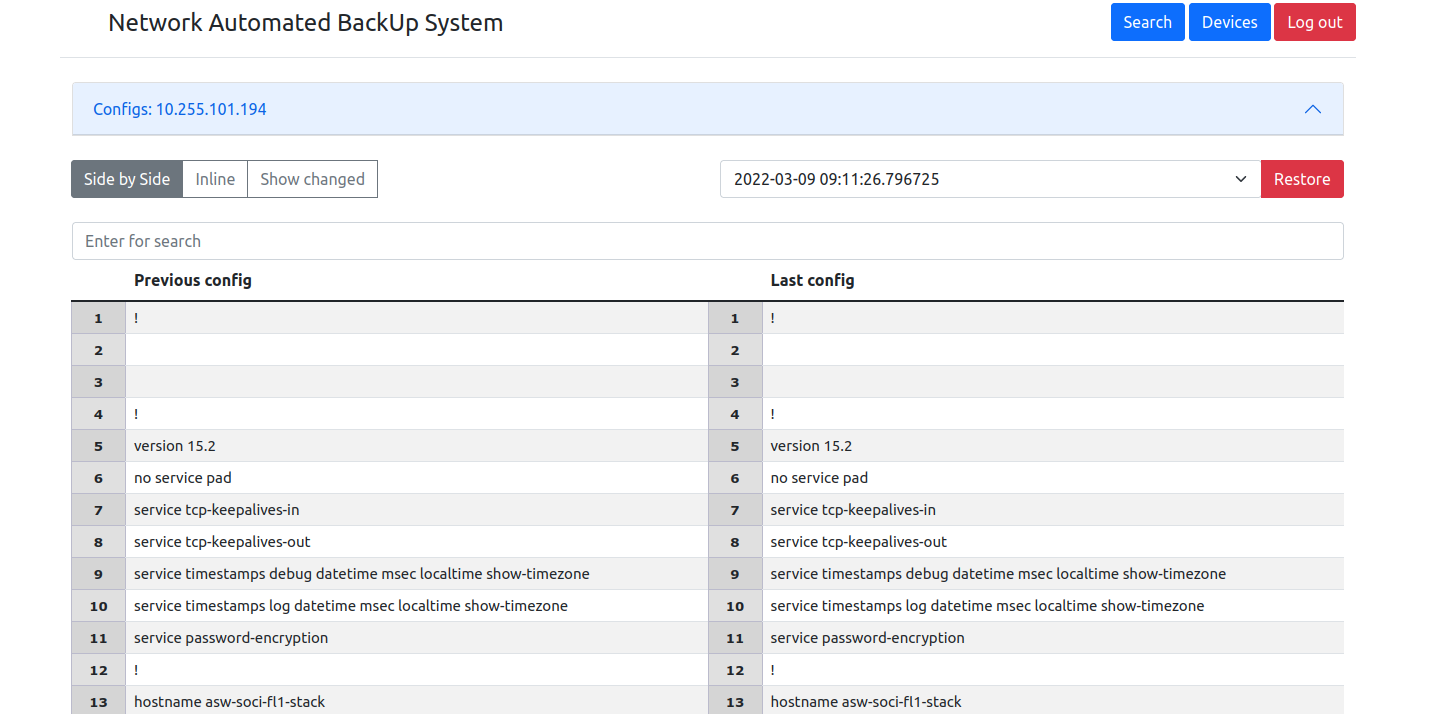 Network Automated BackUp System Search Devices Log out
Configs: 10.255.101.194
Side by Side Inline Show changed 2022-03-09 09:11:26.796725 Restore
Enter for search
Previous config Last config
1 ! 1 !
2 2
3 3
4 ! 4 !
5 version 15.2 5 version 15.2
6 no service pad 6 no service pad
7 service tcp-keepalives-in 7 service tcp-keepalives-in
8 service tcp-keepalives-out 8 service tcp-keepalives-out
9 service timestamps debug datetime msec localtime show-timezone 9 service timestamps debug datetime msec localtime show-timezone
10 service timestamps log datetime msec localtime show-timezone 10 service timestamps log datetime msec localtime show-timezone
11 service password-encryption 11 service password-encryption
12 ! 12 !
13 hostname asw-soci-fl1-stack 13 hostname asw-soci-fl1-stack